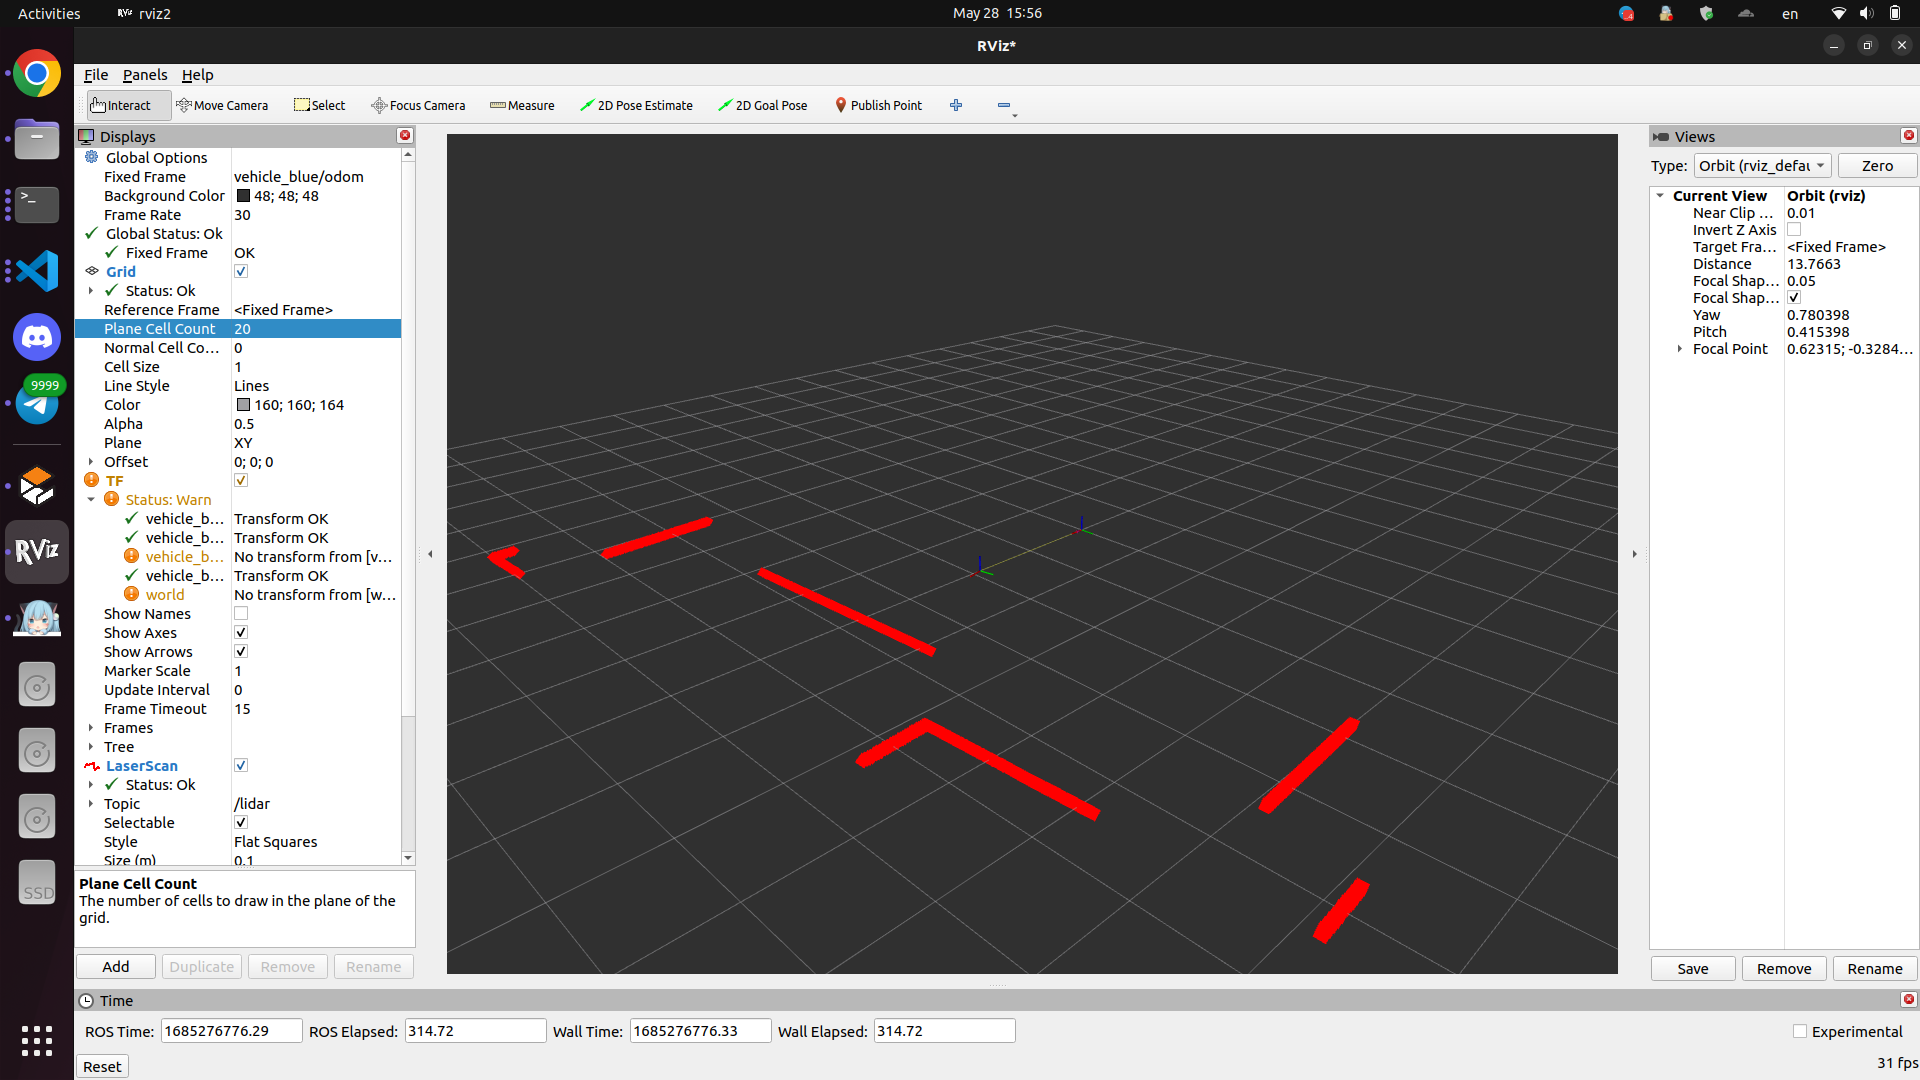 Activities
RViz rviz2
May 28 15:56
en
RViz*
File Panels Help
Interact
Move Camera
Select
Focus Camera
Measure
2D Pose Estimate
2D Goal Pose
Publish Point
Displays
Global Options
Fixed Frame vehicle_blue/odom
Background Color 48; 48; 48
Frame Rate 30
Global Status: Ok
Fixed Frame OK
Grid
Status: Ok
Reference Frame <Fixed Frame>
Plane Cell Count 20
Normal Cell Co... 0
Cell Size 1
Line Style Lines
Color 160; 160; 164
Alpha 0.5
Plane XY
Offset 0; 0; 0
TF
Status: Warn
vehicle_b... Transform OK
vehicle_b... Transform OK
vehicle_b... No transform from [v...
vehicle_b... Transform OK
world No transform from [w...
Show Names
Show Axes
Show Arrows
Marker Scale 1
Update Interval 0
Frame Timeout 15
Frames
Tree
LaserScan
Status: Ok
Topic /lidar
Selectable
Style Flat Squares
Size (m) 0.1
Plane Cell Count
The number of cells to draw in the plane of the
grid.
Add Duplicate Remove Rename
Views
Type: Orbit (rviz_defau Zero
Current View Orbit (rviz)
Near Clip ... 0.01
Invert Z Axis
Target Fra... <Fixed Frame>
Distance 13.7663
Focal Shap... 0.05
Focal Shap...
Yaw 0.780398
Pitch 0.415398
Focal Point 0.62315; -0.3284...
Save Remove Rename
Time
ROS Time: 1685276776.29 ROS Elapsed: 314.72 Wall Time: 1685276776.33 Wall Elapsed: 314.72 Experimental
Reset
31 fps
9999
RViz
SSD